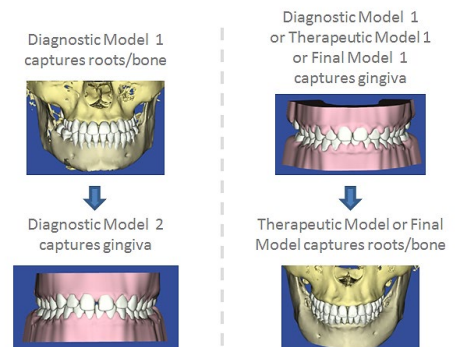 Diagnostic Model 1
captures roots/bone
Diagnostic Model 2
captures gingiva
Diagnostic Model 1
or Therapeutic Model 1
or Final Model 1
captures gingiva
Therapeutic Model or Final
Model captures roots/bone